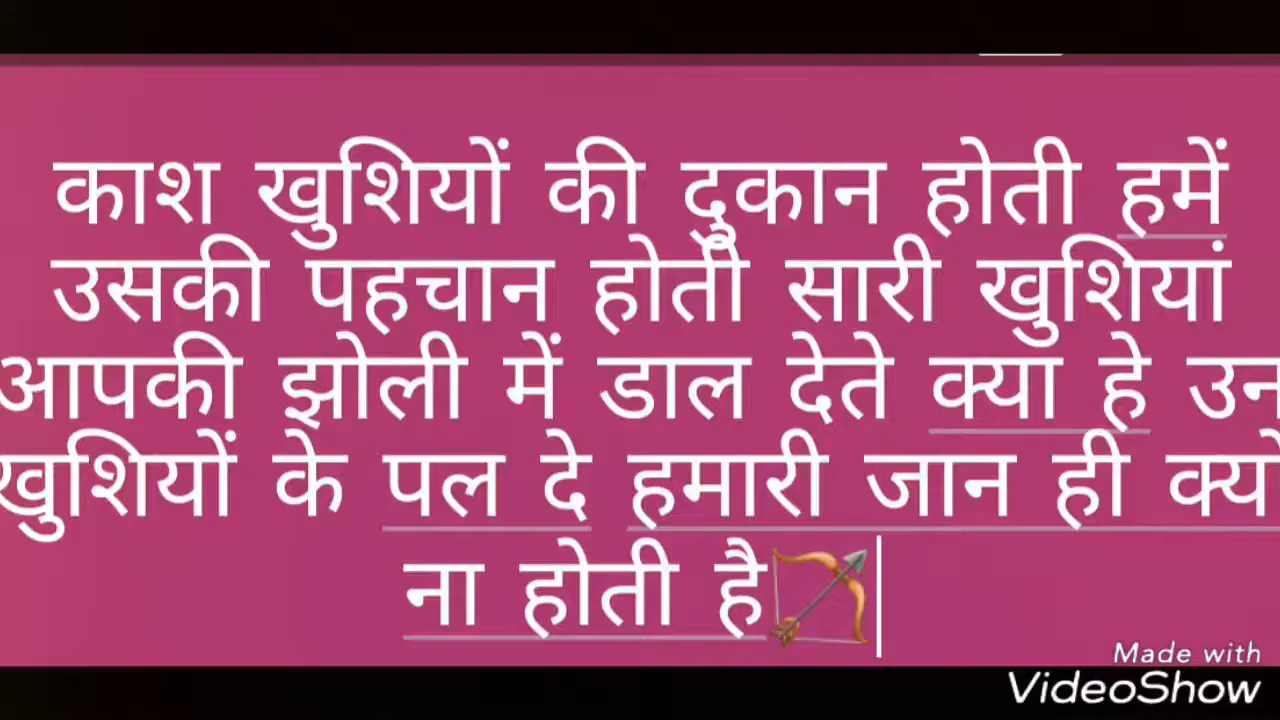 काश खुशियों की दुकान होती हमें
उसकी पहचान होती सारी खुशियां
आपकी झोली में डाल देते क्या हे उन
खुशियों के पल दे हमारी जान ही क्यो
ना होती है🏹
Made with
VideoShow